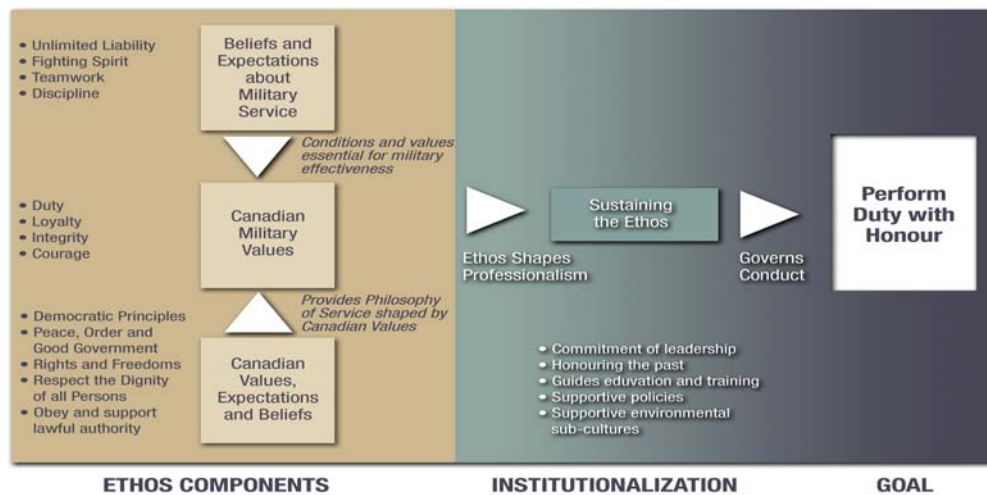 • Unlimited Liability
• Fighting Spirit
• Teamwork
• Discipline
Beliefs and
Expectations
about
Military
Service
Conditions and values
essential for military
effectiveness
• Duty
• Loyalty
• Integrity
• Courage
Canadian
Military
Values
Provides Philosophy
of Service shaped by
Canadian Values
• Democratic Principles
• Peace, Order and
Good Government
• Rights and Freedoms
• Respect the Dignity
of all Persons
• Obey and support
lawful authority
Canadian
Values,
Expectations
and Beliefs
Ethos Shapes
Professionalism
Sustaining
the Ethos
Governs
Conduct
• Commitment of leadership
• Honouring the past
• Guides eduvation and training
• Supportive policies
• Supportive environmental
sub-cultures
Perform
Duty with
Honour
ETHOS COMPONENTS
INSTITUTIONALIZATION
GOAL